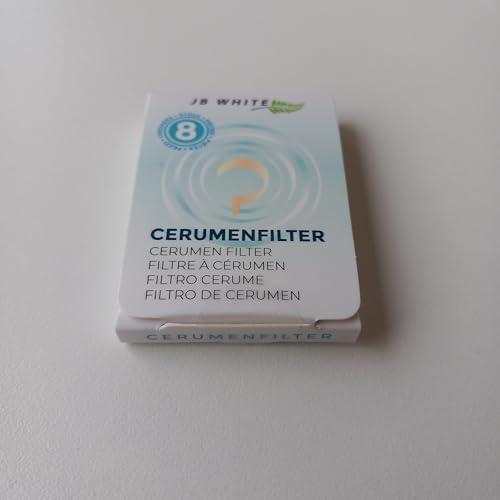 JB WHITE
8
CERUMENFILTER
CERUMEN FILTER
FILTRE À CÉRUMEN
FILTRO CERUME
FILTRO DE CERUMEN
CERUMENFILTER